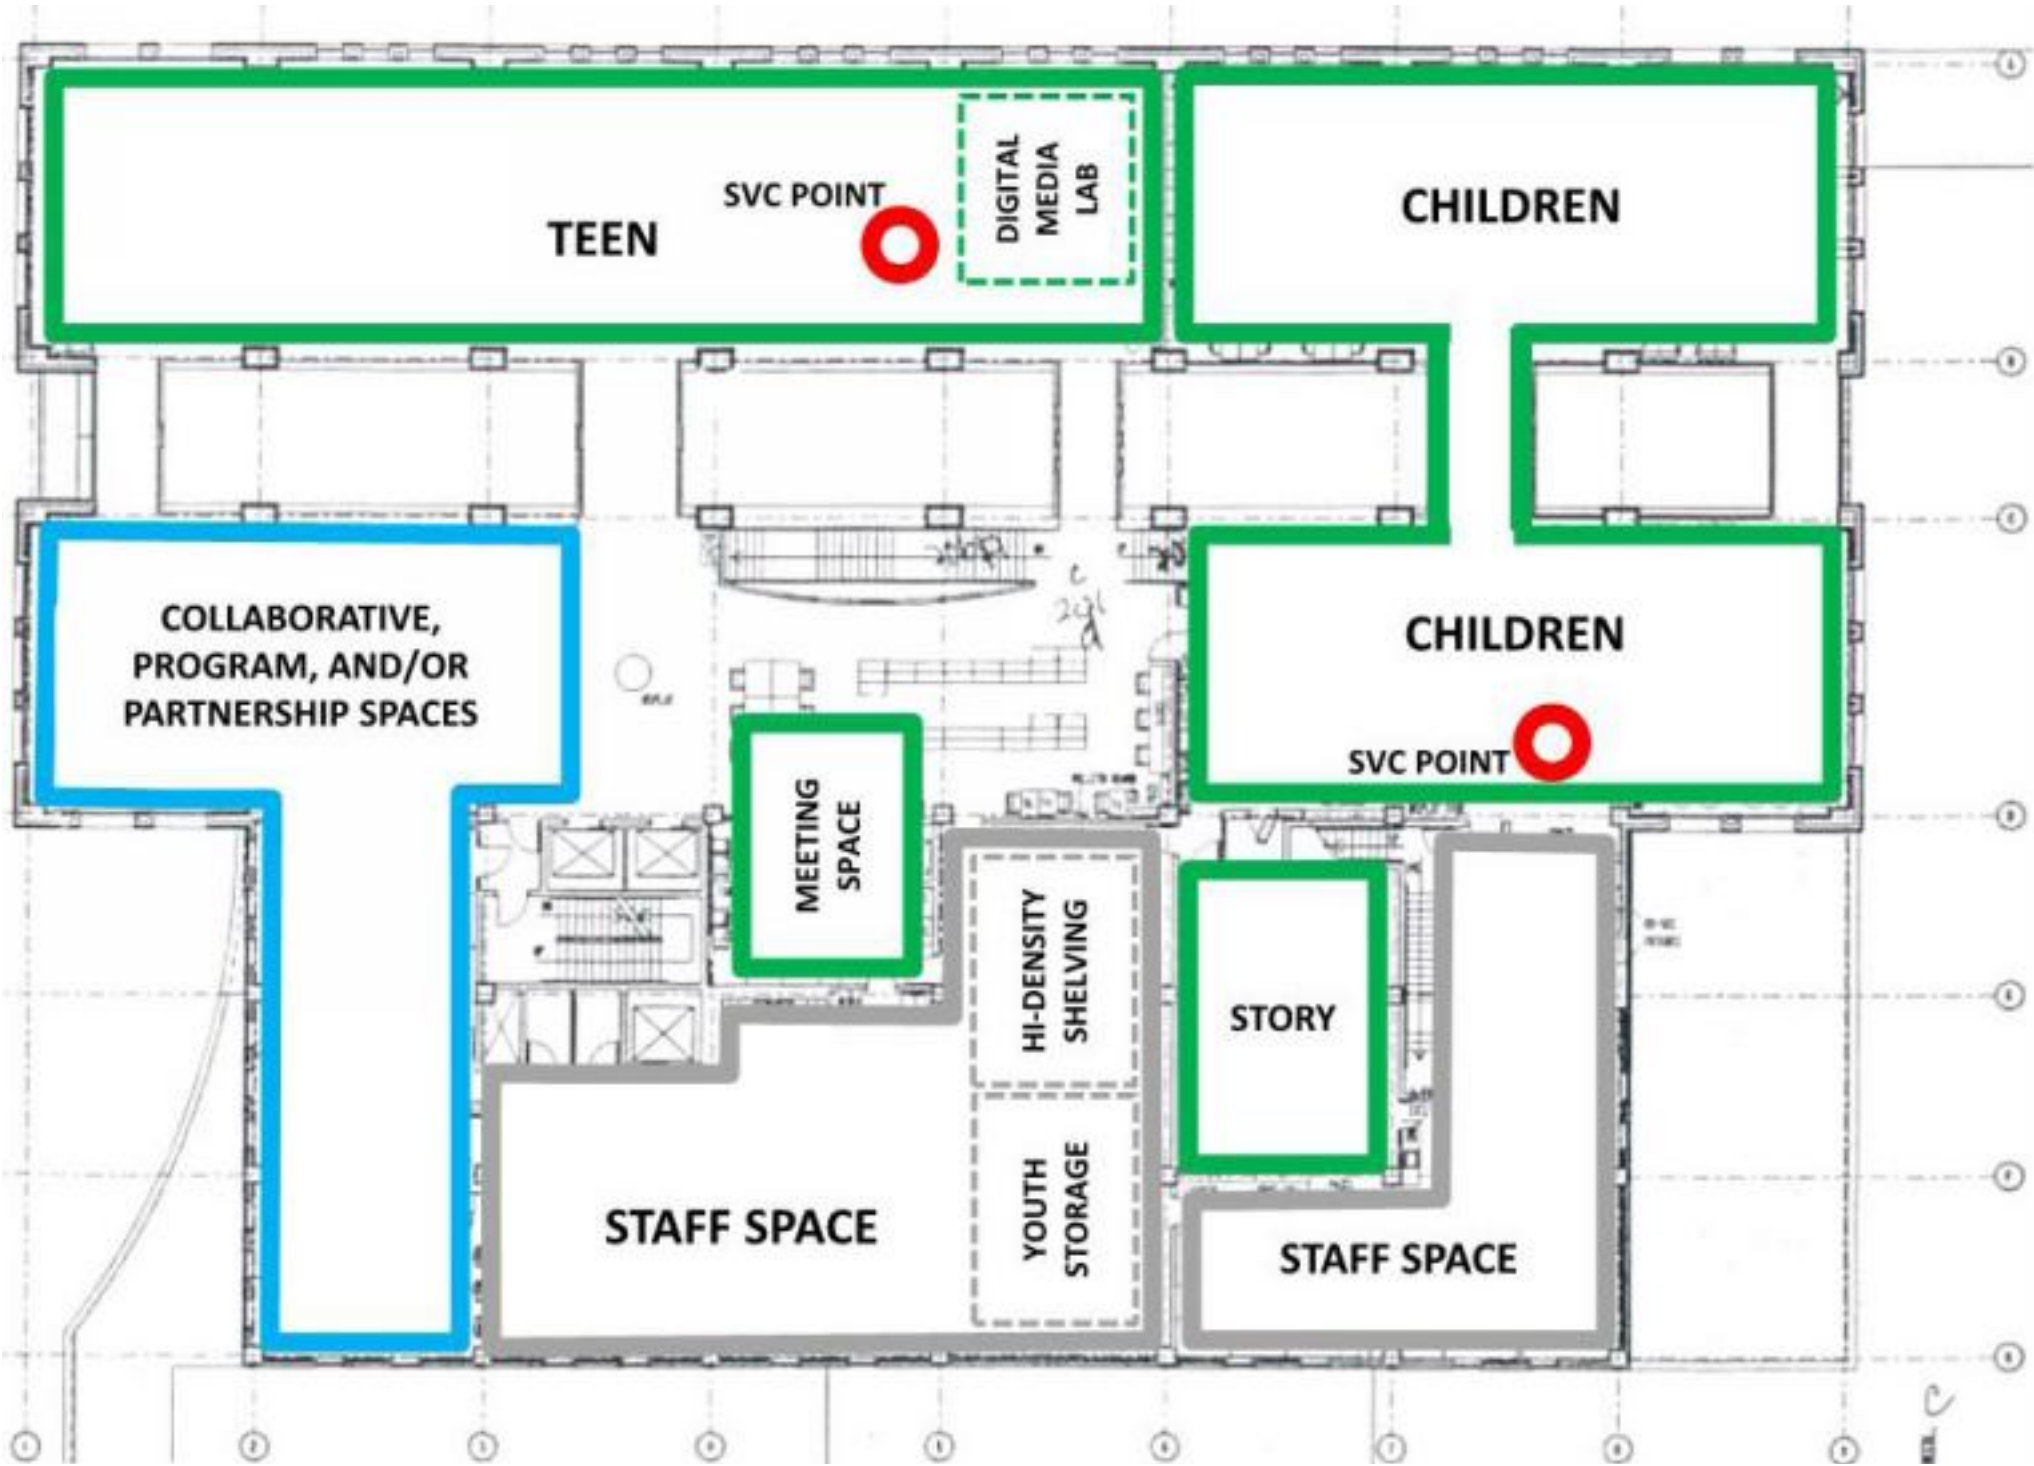 SVC POINT
TEEN
DIGITAL
MEDIA
LAB
CHILDREN
COLLABORATIVE,
PROGRAM, AND/OR
PARTNERSHIP SPACES
CHILDREN
SVC POINT
MEETING
SPACE
HI-DENSITY
SHELVING
STORY
YOUTH
STORAGE
STAFF SPACE
STAFF SPACE